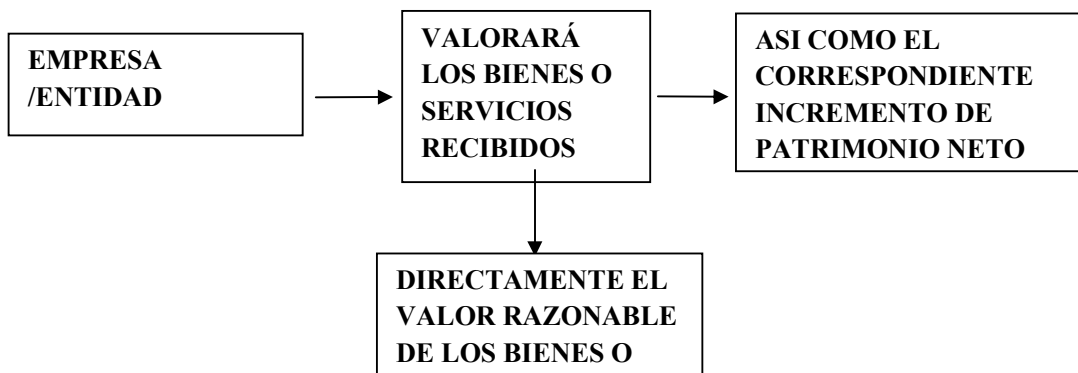 EMPRESA
/ENTIDAD
VALORARÁ
LOS BIENES O
SERVICIOS
RECIBIDOS
ASI COMO EL
CORRESPONDIENTE
INCREMENTO DE
PATRIMONIO NETO
DIRECTAMENTE EL
VALOR RAZONABLE
DE LOS BIENES O